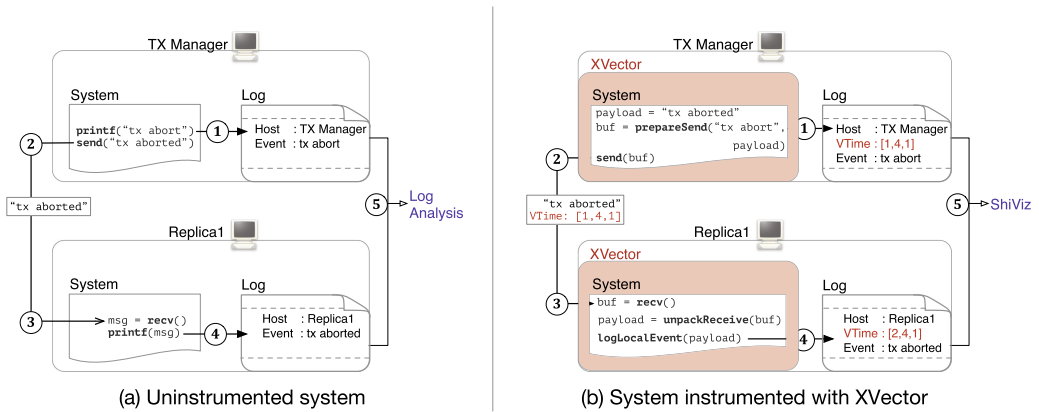 TX Manager
System
Log
printf("tx abort")
send("tx aborted")
1
Host : TX Manager
Event : tx abort
2
"tx aborted"
5
Log
Analysis
Replica1
System
Log
3
msg = recv()
printf(msg)
4
Host : Replica1
Event : tx aborted
(a) Uninstrumented system
TX Manager
XVector
System
Log
payload = "tx aborted"
buf = prepareSend("tx abort",
payload)
send(buf)
1
Host : TX Manager
VTime : [1,4,1]
Event : tx abort
2
"tx aborted"
VTime: [1,4,1]
5
ShiViz
Replica1
XVector
System
Log
3
buf = recv()
payload = unpackReceive(buf)
logLocalEvent(payload)
4
Host : Replica1
VTime : [2,4,1]
Event : tx aborted
(b) System instrumented with XVector